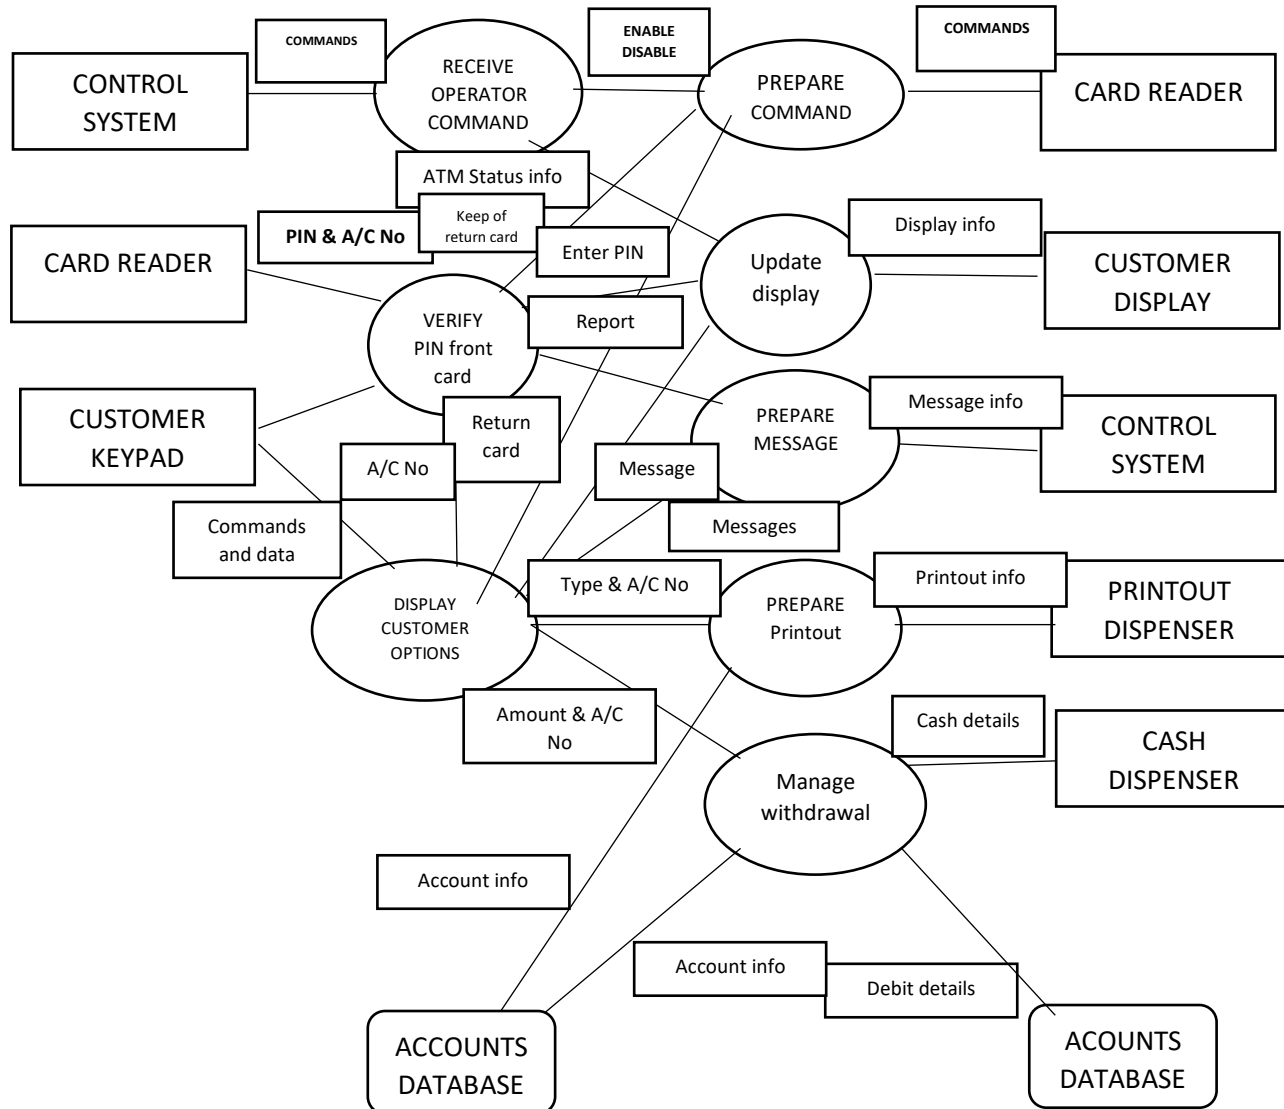 COMMANDS
ENABLE
DISABLE
COMMANDS
CONTROL
SYSTEM
RECEIVE
OPERATOR
COMMAND
PREPARE
COMMAND
CARD READER
ATM Status info
Keep of
return card
PIN & A/C No
Enter PIN
Display info
CARD READER
Update
display
CUSTOMER
DISPLAY
VERIFY
PIN front
card
Report
CUSTOMER
KEYPAD
Return
card
A/C No
PREPARE
MESSAGE
Message info
CONTROL
SYSTEM
Message
Messages
Commands
and data
DISPLAY
CUSTOMER
OPTIONS
Type & A/C No
PREPARE
Printout
Printout info
PRINTOUT
DISPENSER
Amount & A/C
No
Cash details
CASH
DISPENSER
Manage
withdrawal
Account info
Account info
Debit details
ACCOUNTS
DATABASE
ACOUNTS
DATABASE